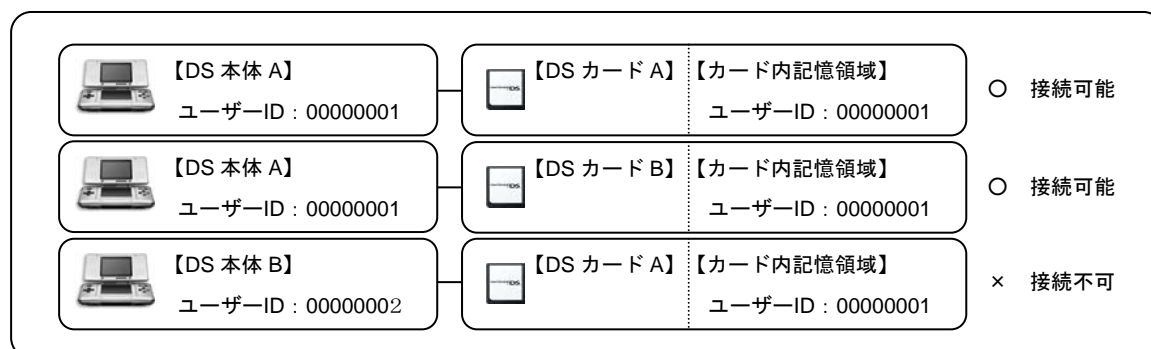 【DS 本体 A】 【DS カード A】 【カード内記憶領域】 ○ 接続可能
ユーザーID：00000001 ユーザーID：00000001
【DS 本体 A】 【DS カード B】 【カード内記憶領域】 ○ 接続可能
ユーザーID：00000001 ユーザーID：00000001
【DS 本体 B】 【DS カード A】 【カード内記憶領域】 × 接続不可
ユーザーID：00000002 ユーザーID：00000001